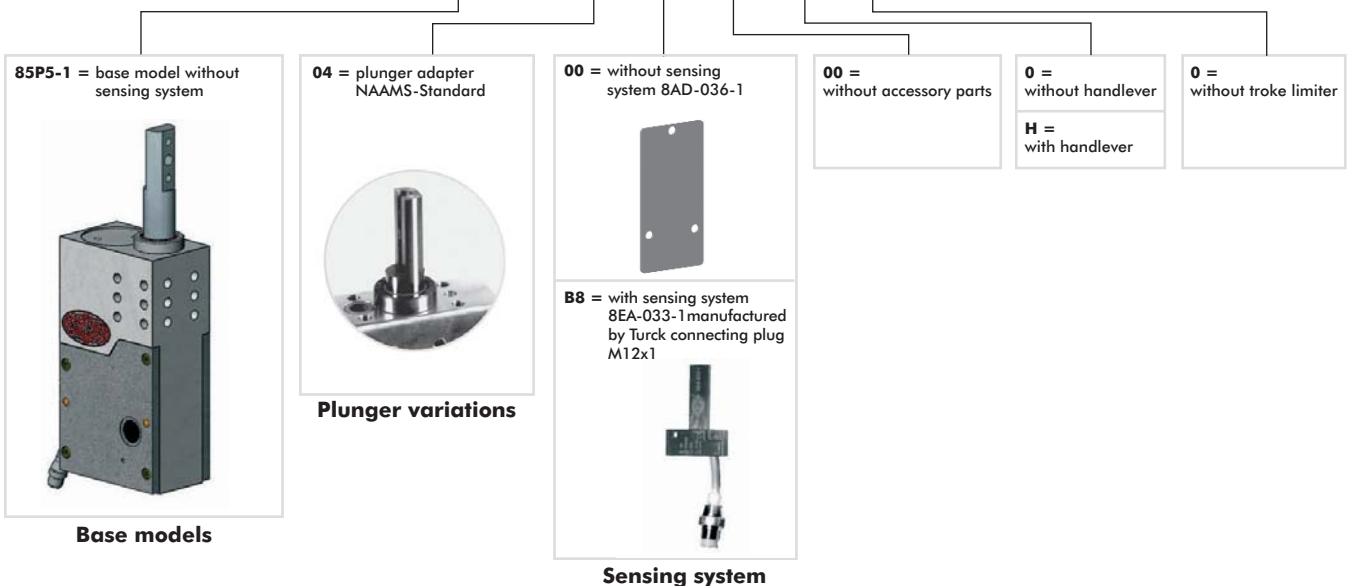 85P5-1 = base model without
sensing system
Base models
04 = plunger adapter
NAAMS-Standard
Plunger variations
00 = without sensing
system 8AD-036-1
B8 = with sensing system
8EA-033-1manufactured
by Turck connecting plug
M12x1
Sensing system
00 =
without accessory parts
0 =
without handlever
H =
with handlever
0 =
without troke limiter